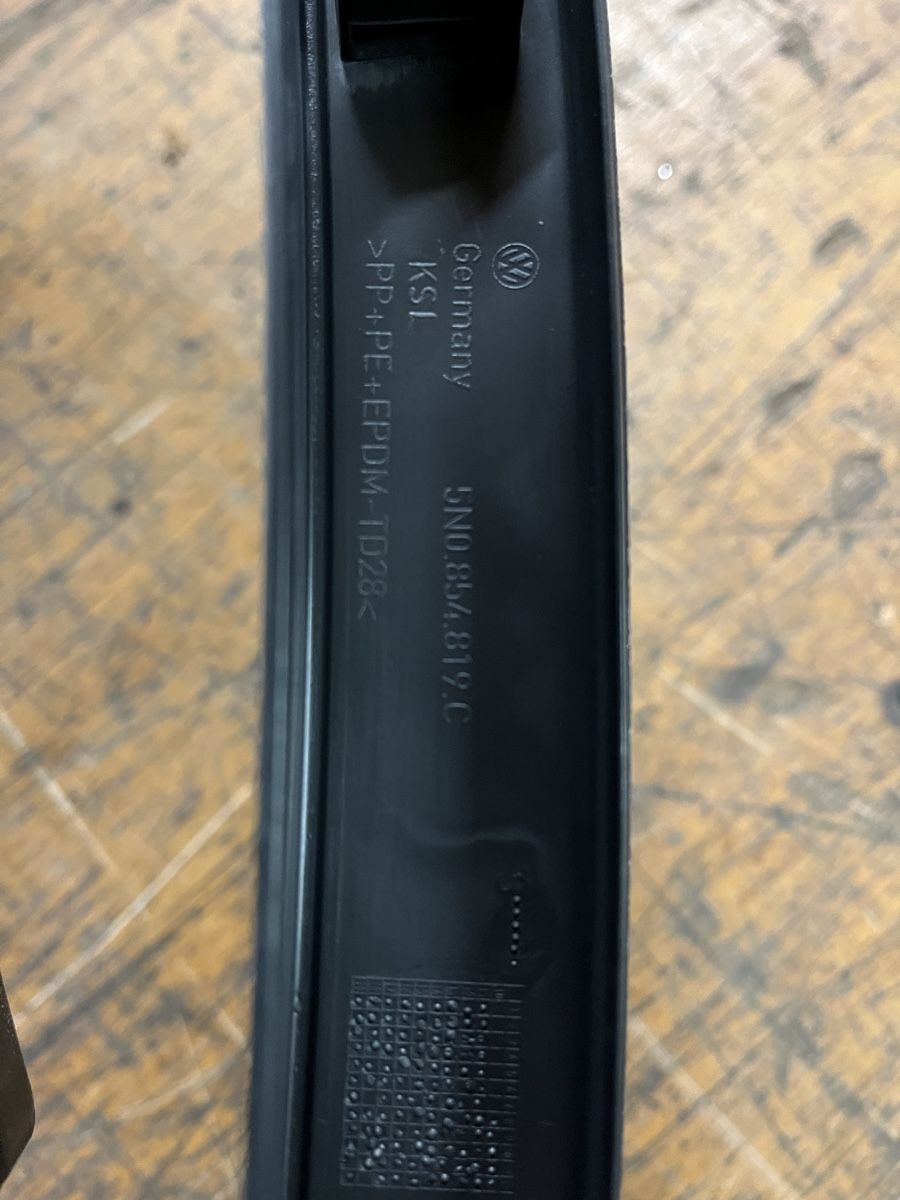 Germany 5N0.854.819.C
KSL
>PP+PE+EPDM-TD28<